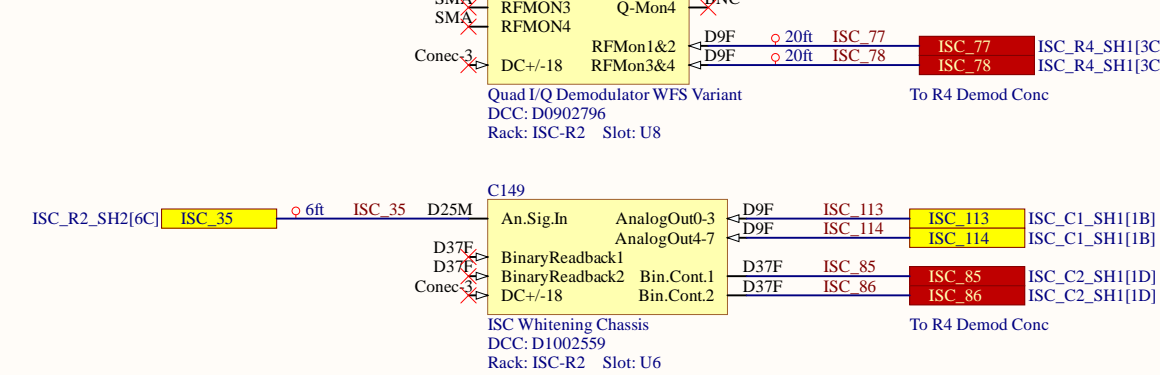 SMA RFMON3 Q-Mon4 BNC
SMA RFMON4
RFMon1&2 D9F 20ft ISC_77 ISC_77 ISC_R4_SH1[3C
Conec-3 DC+/-18 RFMon3&4 D9F 20ft ISC_78 ISC_78 ISC_R4_SH1[3C
Quad I/Q Demodulator WFS Variant To R4 Demod Conc
DCC: D0902796
Rack: ISC-R2 Slot: U8
C149
ISC_R2_SH2[6C] ISC_35 6ft ISC_35 D25M An.Sig.In AnalogOut0-3 D9F ISC_113 ISC_113 ISC_C1_SH1[1B]
AnalogOut4-7 D9F ISC_114 ISC_114 ISC_C1_SH1[1B]
D37F BinaryReadback1
D37F BinaryReadback2 Bin.Cont.1 D37F ISC_85 ISC_85 ISC_C2_SH1[1D]
Conec-3 DC+/-18 Bin.Cont.2 D37F ISC_86 ISC_86 ISC_C2_SH1[1D]
ISC Whitening Chassis To R4 Demod Conc
DCC: D1002559
Rack: ISC-R2 Slot: U6